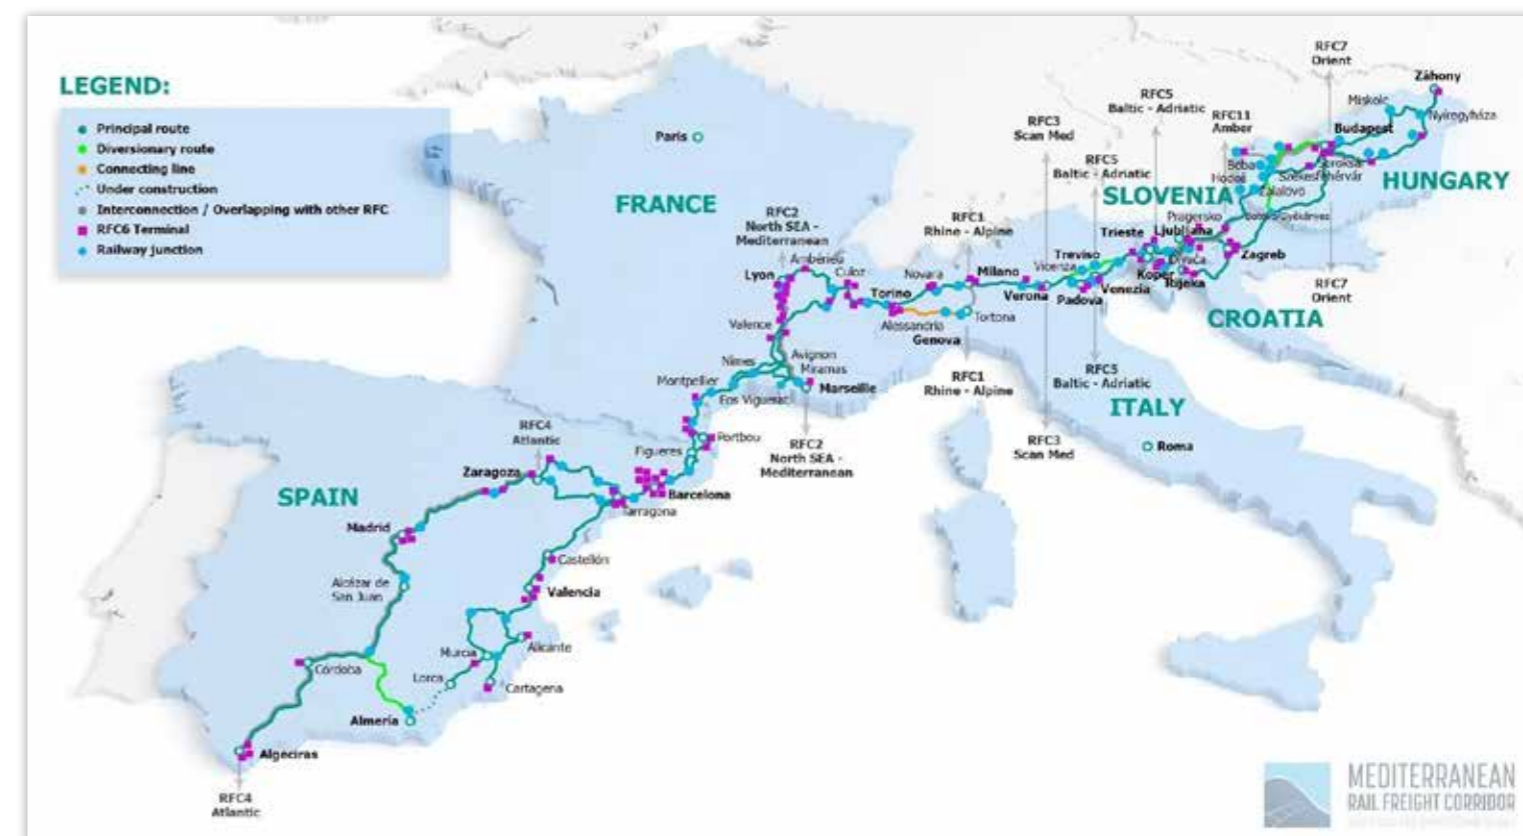 LEGEND:
Principal route
Diversionary route
Connecting line
Under construction
Interconnection / Overlapping with other RFC
RFC6 Terminal
Railway junction
Paris
FRANCE
RFC2
North SEA -
Mediterranean
Ambérieu
Lyon
Culoz
Valence
Torino
Novara
RFC1
Rhine - Alpine
Milano
Alessandria
Tortona
Genova
RFC1
Rhine - Alpine
RFC3
Scan Med
Verona
Vicenza
Padova
Treviso
Venezia
RFC5
Baltic - Adriatic
RFC5
Baltic - Adriatic
RFC5
Baltic - Adriatic
RFC3
Scan Med
ITALY
Roma
RFC11
Amber
SLOVENIA
Pragersko
Trieste
Ljubljana
Divača
Koper
Rijeka
Zagreb
CROATIA
RFC7
Orient
RFC7
Orient
Záhony
Miskolc
Nyíregyháza
Budapest
Soroksár
Székesfehérvár
Boba
Hodoš
Zalalövő
HUNGARY
Nîmes
Avignon
Miramas
Montpellier
Marseille
RFC2
North SEA -
Mediterranean
Portbou
Figueres
RFC4
Atlantic
Zaragoza
Barcelona
Tarragona
SPAIN
Madrid
Castellón
Valencia
Alcázar de
San Juan
Alicante
Murcia
Lorca
Cartagena
Córdoba
Almería
Algeciras
RFC4
Atlantic
MEDITERRANEAN
RAIL FREIGHT CORRIDOR